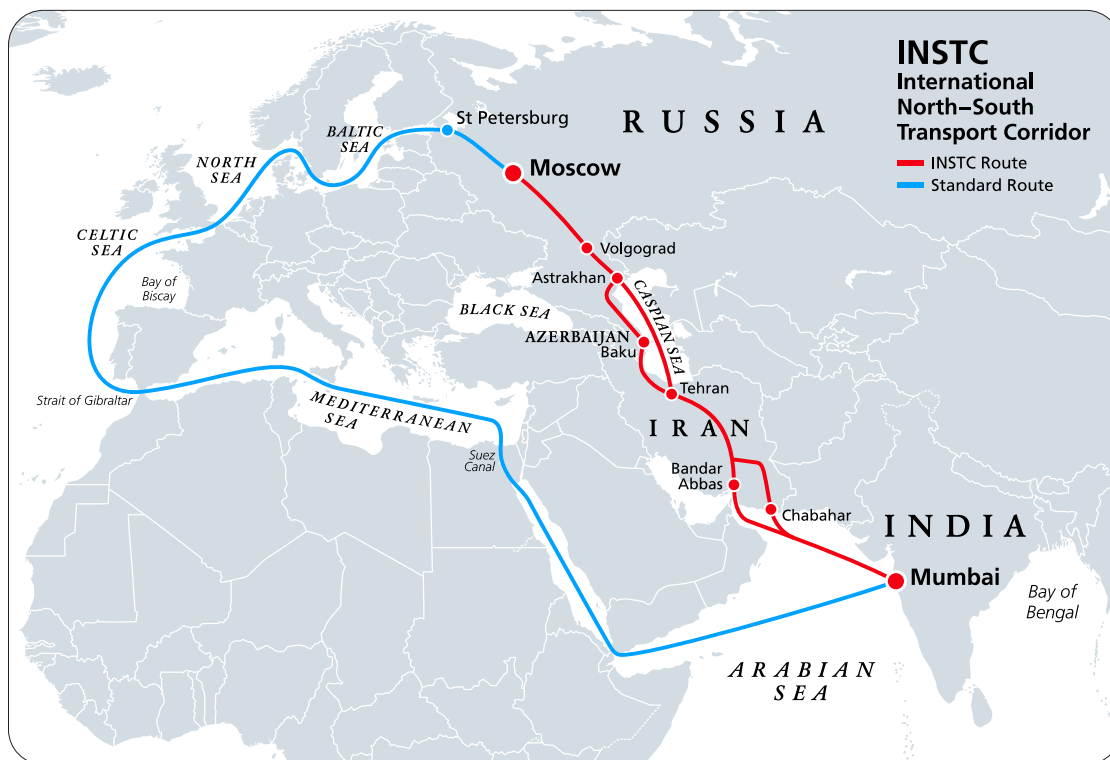 INSTC
International
North–South
Transport Corridor
INSTC Route
Standard Route
RUSSIA
St Petersburg
BALTIC
SEA
NORTH
SEA
Moscow
CELTIC
SEA
Volgograd
Bay of
Biscay
Astrakhan
CASPIAN SEA
BLACK SEA
AZERBAIJAN
Baku
Tehran
Strait of Gibraltar
MEDITERRANEAN
SEA
IRAN
Suez
Canal
Bandar
Abbas
Chabahar
INDIA
Mumbai
Bay of
Bengal
ARABIAN
SEA